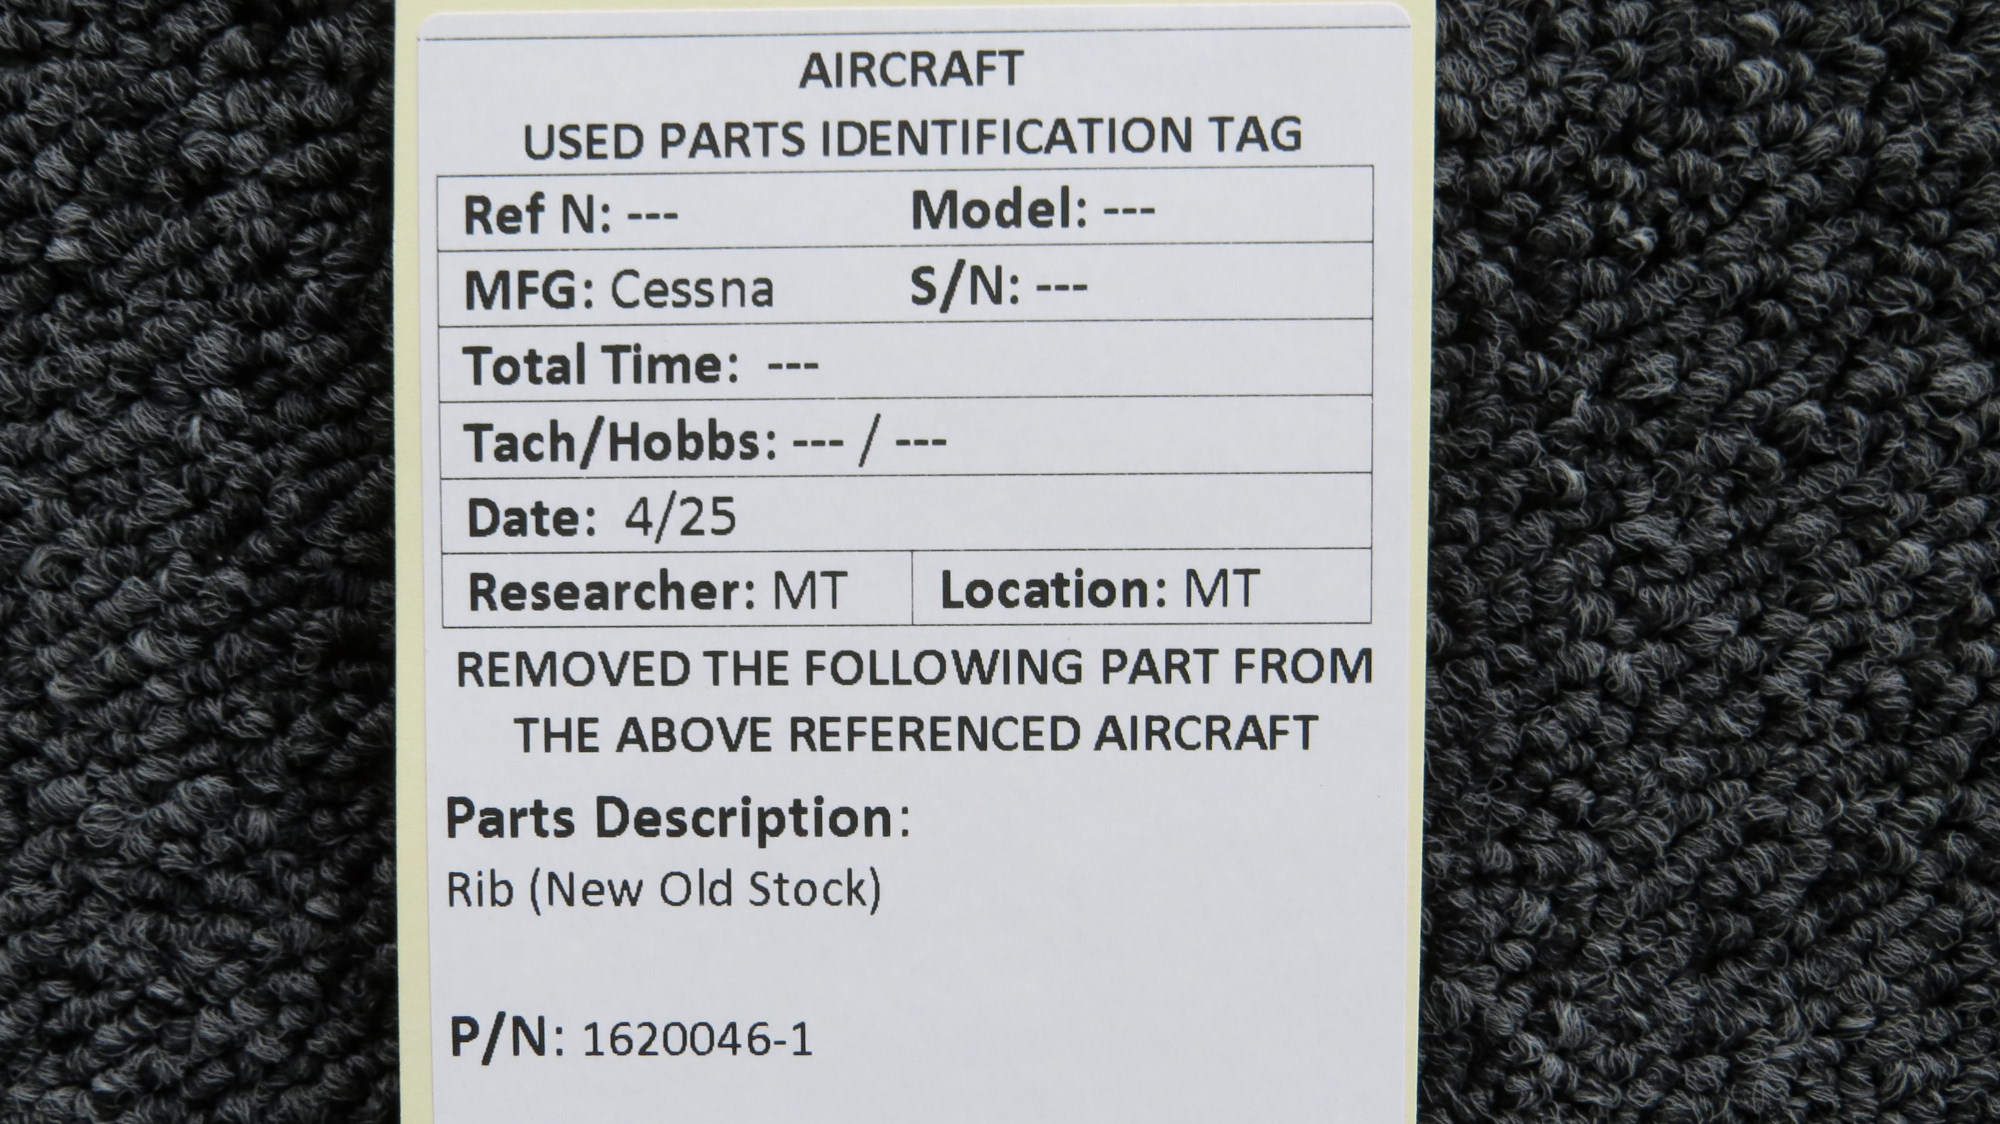 AIRCRAFT
USED PARTS IDENTIFICATION TAG
Ref N: --- Model: ---
MFG: Cessna S/N: ---
Total Time: ---
Tach/Hobbs: --- / ---
Date: 4/25
Researcher: MT Location: MT
REMOVED THE FOLLOWING PART FROM
THE ABOVE REFERENCED AIRCRAFT
Parts Description:
Rib (New Old Stock)
P/N: 1620046-1